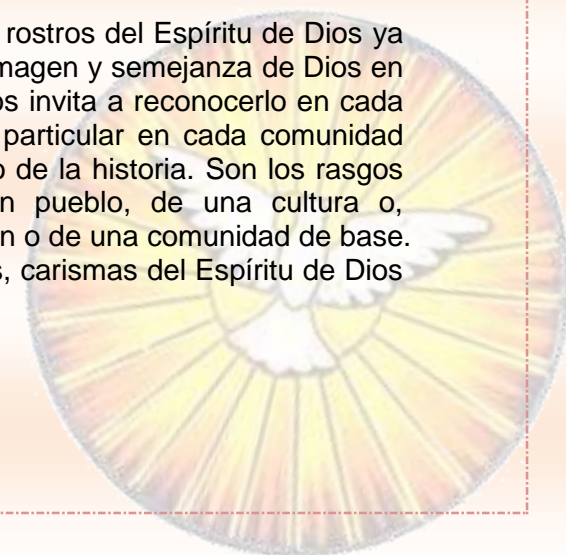 rostros del Espíritu de Dios ya
magen y semejanza de Dios en
os invita a reconocerlo en cada
particular en cada comunidad
o de la historia. Son los rasgos
n pueblo, de una cultura o,
n o de una comunidad de base.
s, carismas del Espíritu de Dios